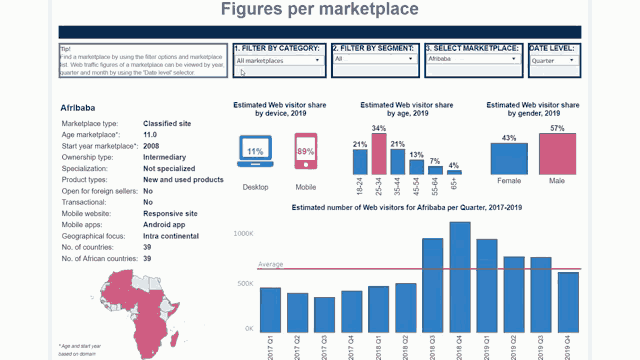 Figures per marketplace
Tip!
Find a marketplace by using the filter options and marketplace
list. Web traffic figures of a marketplace can be viewed by year,
quarter and month by using the 'Date level' selector
1. FILTER BY CATEGORY:
All marketplaces
2. FILTER BY SEGMENT:
All
3. SELECT MARKETPLACE:
Afribaba
DATE LEVEL:
Quarter
Afribaba
Marketplace type: Classified site
Age marketplace*: 11.0
Start year marketplace*: 2008
Ownership type: Intermediary
Specialization: Not specialized
Product types: New and used products
Open for foreign sellers: No
Transactional: No
Mobile website: Responsive site
Mobile apps: Android app
Geographical focus: Intra continental
No. of countries: 39
No. of African countries: 39
* Age and start year
based on domain
Estimated Web visitor share
by device, 2019
11%
89%
Desktop
Mobile
Estimated Web visitor share
by age, 2019
21%
34%
21%
13%
7%
4%
18-24
25-34
35-44
45-54
55-64
65+
Estimated Web visitor share
by gender, 2019
43%
57%
Female
Male
Estimated number of Web visitors for Afribaba per Quarter, 2017-2019
1000K
Average
500K
0K
2017 Q1
2017 Q2
2017 Q3
2017 Q4
2018 Q1
2018 Q2
2018 Q3
2018 Q4
2019 Q1
2019 Q2
2019 Q3
2019 Q4